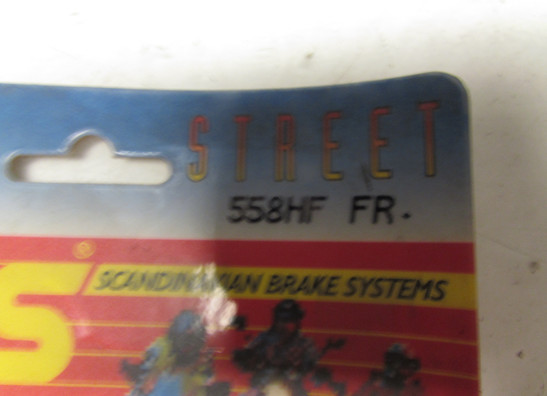 STREET
558HF FR.
S®
SCANDINAVIAN BRAKE SYSTEMS